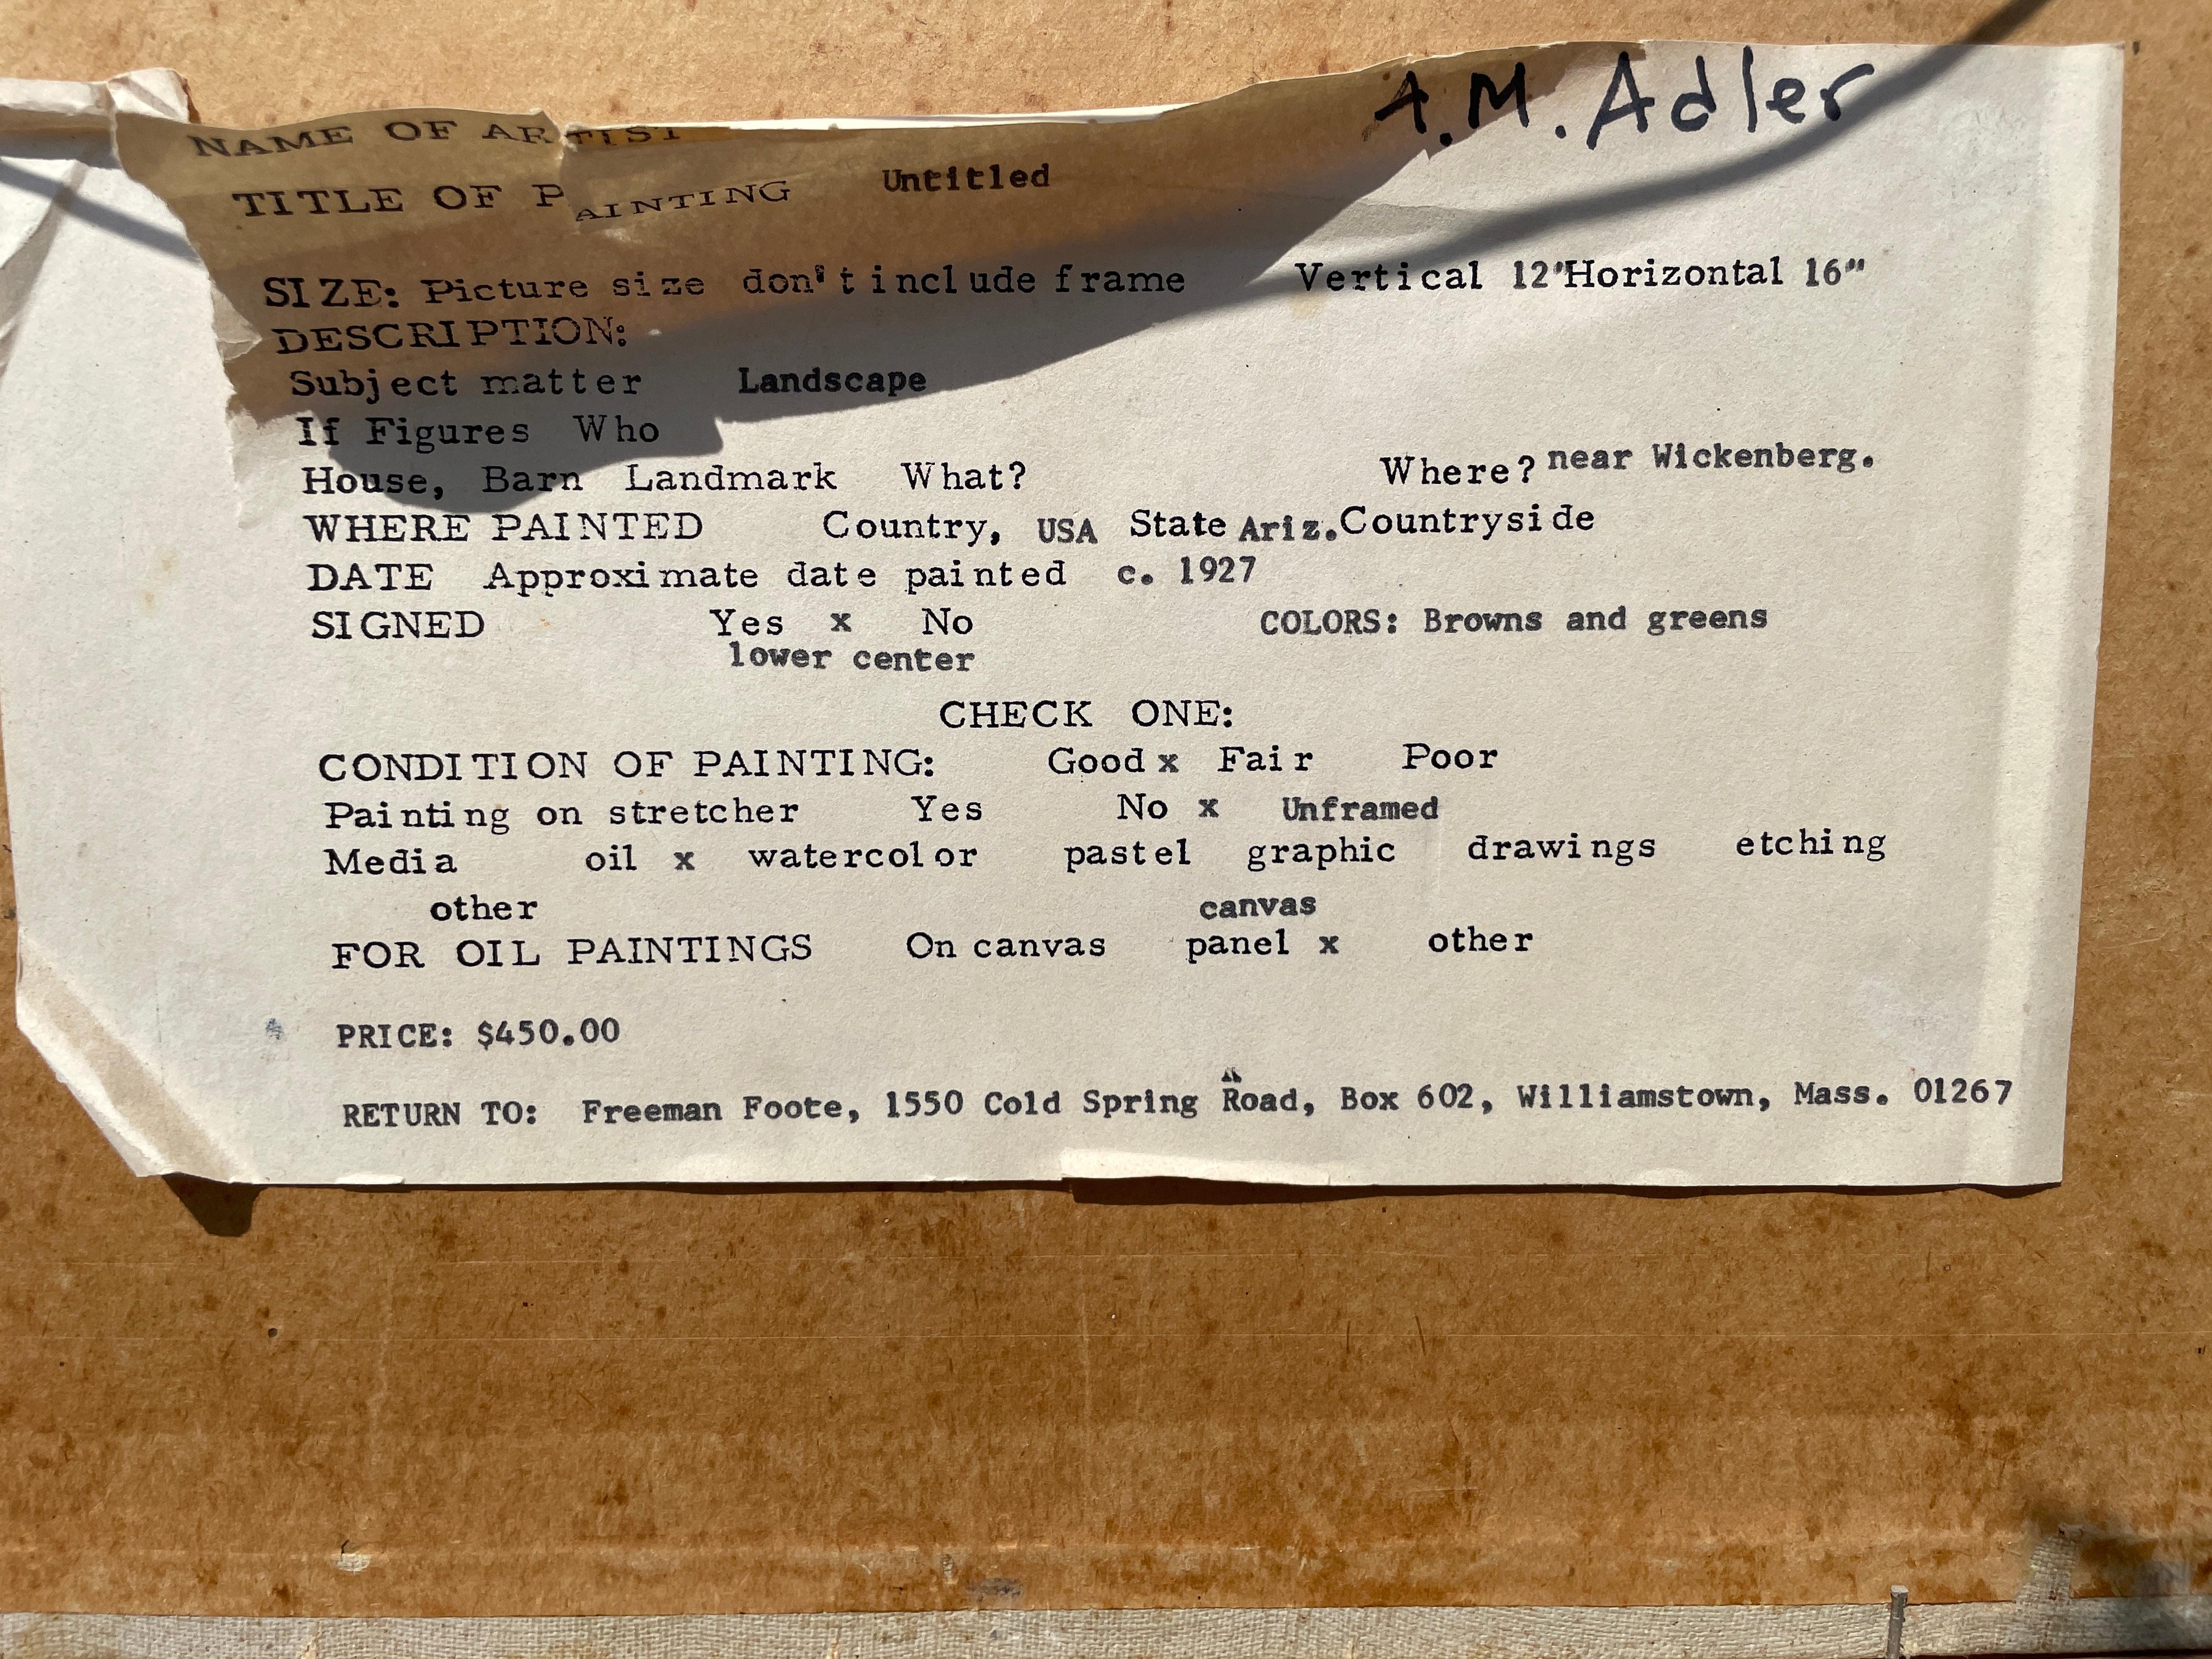 A.M. Adler
NAME OF ARTIST
TITLE OF PAINTING Untitled
SIZE: Picture size don't include frame Vertical 12"Horizontal 16"
DESCRIPTION:
Subject matter Landscape
If Figures Who
House, Barn Landmark What? Where? near Wickenberg.
WHERE PAINTED Country, USA State Ariz. Countryside
DATE Approximate date painted c. 1927
SIGNED Yes x No COLORS: Browns and greens
lower center
CHECK ONE:
CONDITION OF PAINTING: Good x Fair Poor
Painting on stretcher Yes No x Unframed
Media oil x watercolor pastel graphic drawings etching
other canvas
FOR OIL PAINTINGS On canvas panel x other
PRICE: $450.00
RETURN TO: Freeman Foote, 1550 Cold Spring Road, Box 602, Williamstown, Mass. 01267